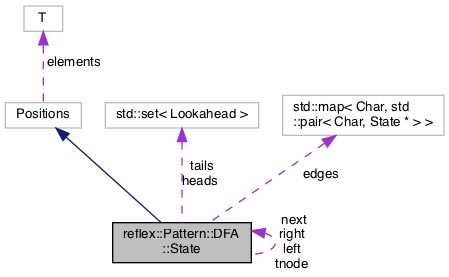 T
elements
Positions
std::set< Lookahead >
std::map< Char, std
::pair< Char, State * > >
tails
heads
edges
reflex::Pattern::DFA
::State
next
right
left
tnode